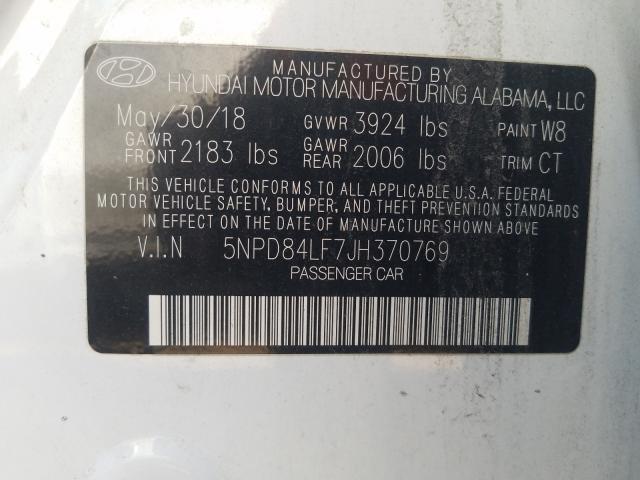 MANUFACTURED BY
HYUNDAI MOTOR MANUFACTURING ALABAMA, LLC
May/30/18 GVWR 3924 lbs PAINT W8
GAWR FRONT 2183 lbs GAWR REAR 2006 lbs TRIM CT
THIS VEHICLE CONFORMS TO ALL APPLICABLE U.S.A. FEDERAL
MOTOR VEHICLE SAFETY, BUMPER, AND THEFT PREVENTION STANDARDS
IN EFFECT ON THE DATE OF MANUFACTURE SHOWN ABOVE
V.I.N 5NPD84LF7JH370769
PASSENGER CAR